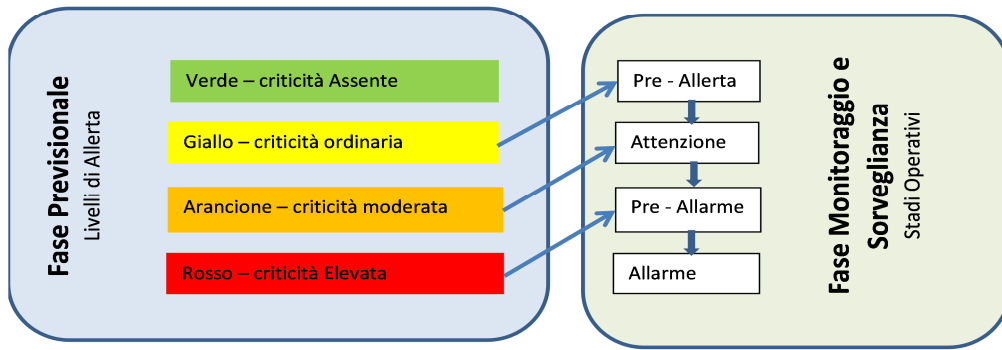 Fase Previsionale
Livelli di Allerta
Verde – criticità Assente
Giallo – criticità ordinaria
Arancione – criticità moderata
Rosso – criticità Elevata
Pre - Allerta
Attenzione
Pre - Allarme
Allarme
Fase Monitoraggio e
Sorveglianza
Stadi Operativi